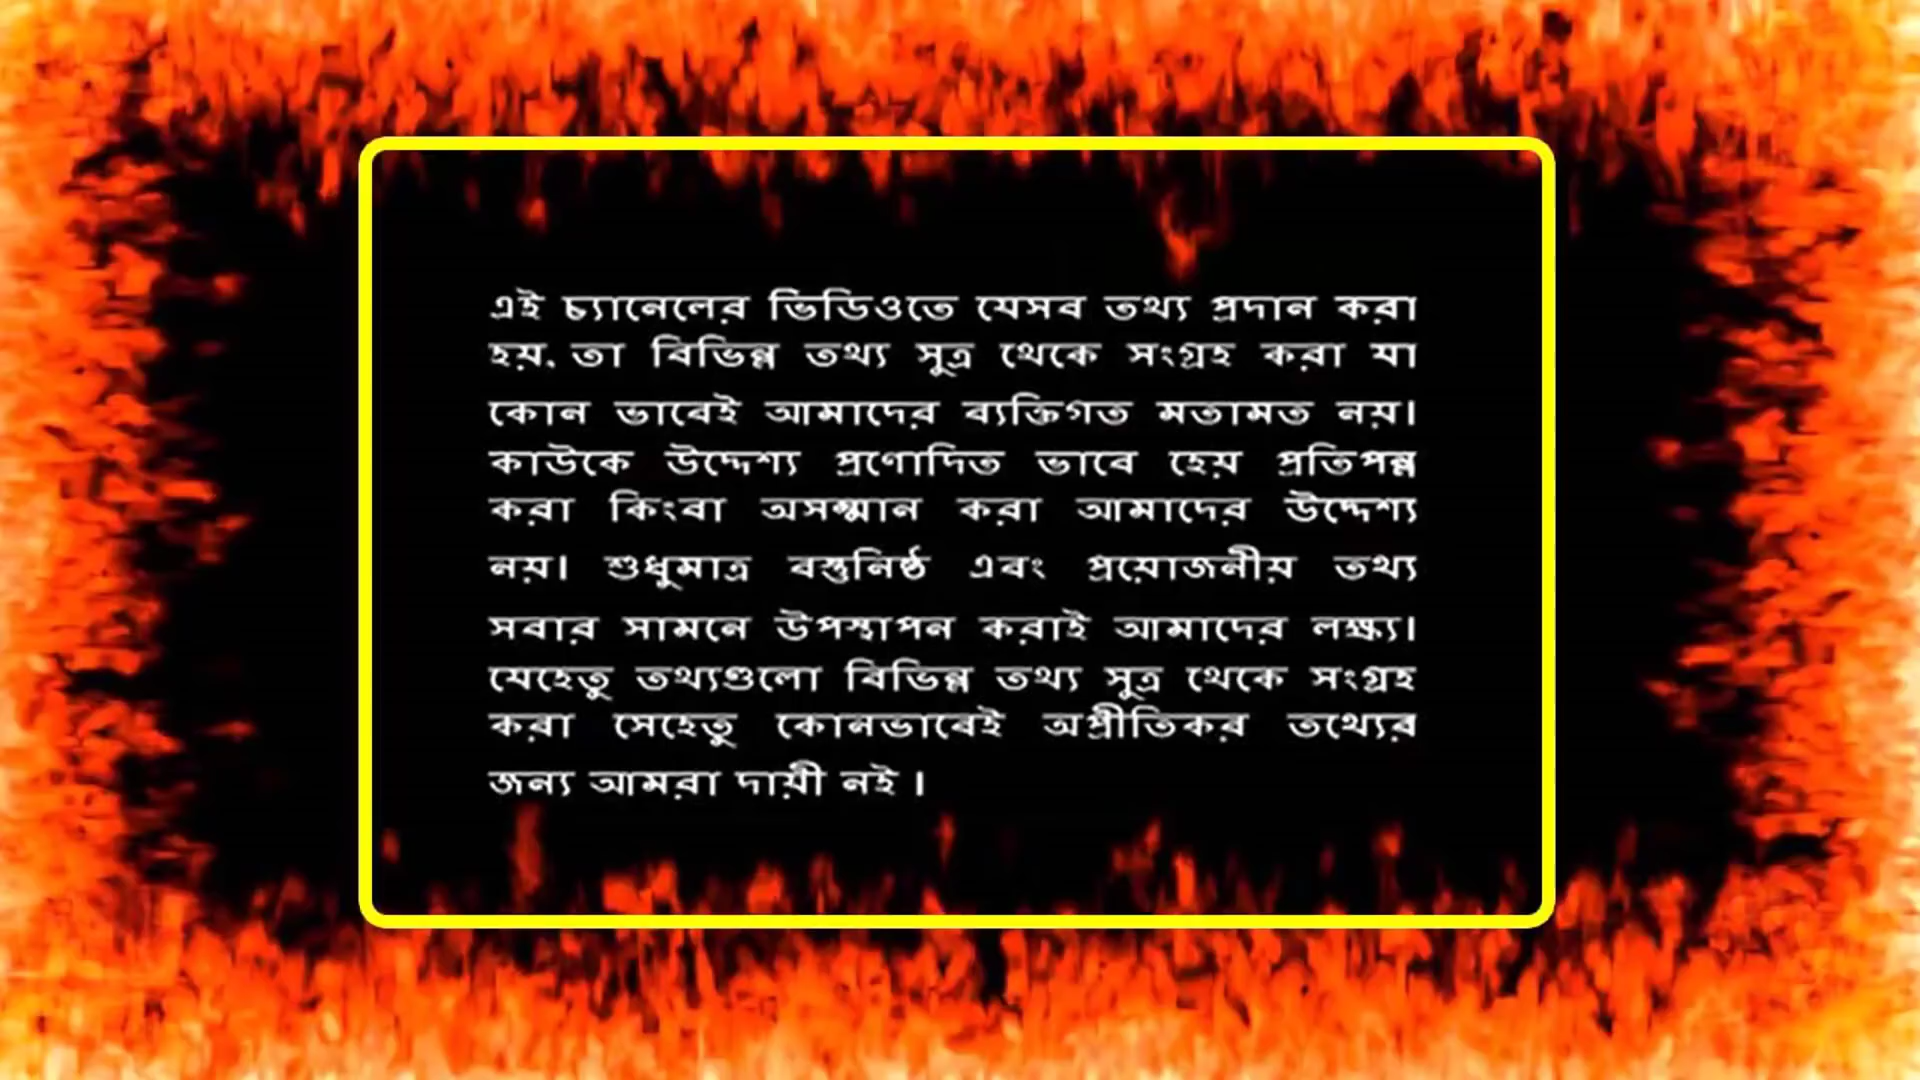 এই চ্যানেলের ভিডিওতে যেসব তথ্য প্রদান করা
হয়, তা বিভিন্ন তথ্য সুত্র থেকে সংগ্রহ করা যা
কোন ভাবেই আমাদের ব্যক্তিগত মতামত নয়।
কাউকে উদ্দেশ্য প্রণোদিত ভাবে হেয় প্রতিপন্ন
করা কিংবা অসম্মান করা আমাদের উদ্দেশ্য
নয়। শুধুমাত্র বস্তুনিষ্ঠ এবং প্রয়োজনীয় তথ্য
সবার সামনে উপস্থাপন করাই আমাদের লক্ষ্য।
যেহেতু তথ্যগুলো বিভিন্ন তথ্য সুত্র থেকে সংগ্রহ
করা সেহেতু কোনভাবেই অপ্রীতিকর তথ্যের
জন্য আমরা দায়ী নই ।